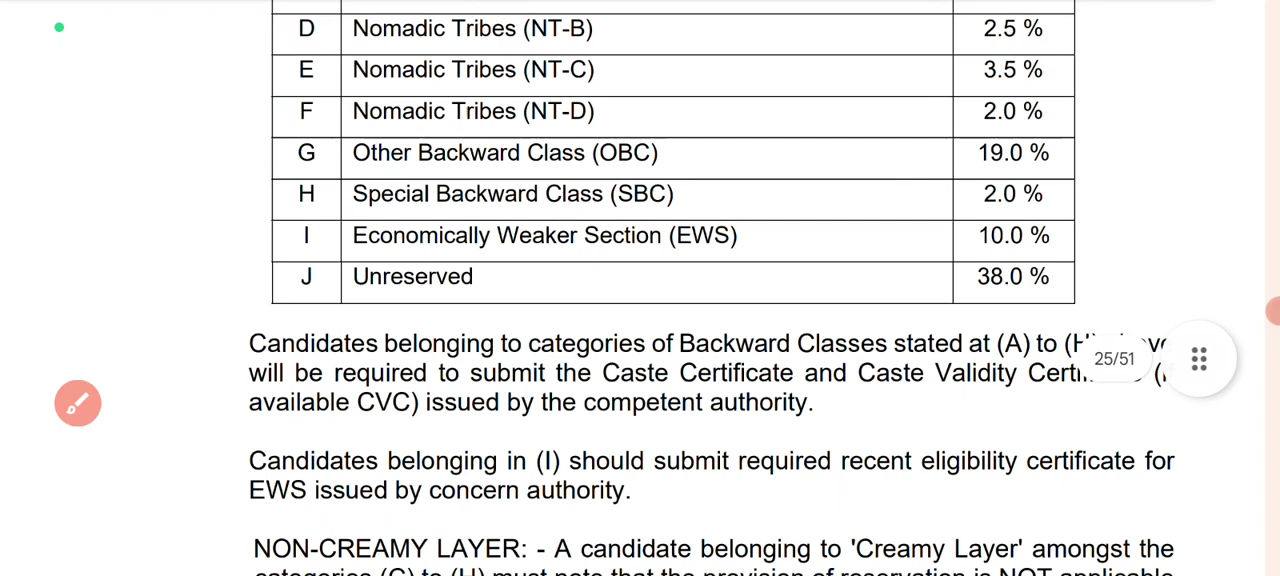 D Nomadic Tribes (NT-B) 2.5 %
E Nomadic Tribes (NT-C) 3.5 %
F Nomadic Tribes (NT-D) 2.0 %
G Other Backward Class (OBC) 19.0 %
H Special Backward Class (SBC) 2.0 %
I Economically Weaker Section (EWS) 10.0 %
J Unreserved 38.0 %
Candidates belonging to categories of Backward Classes stated at (A) to
25/51
will be required to submit the Caste Certificate and Caste Validity
available CVC) issued by the competent authority.
Candidates belonging in (I) should submit required recent eligibility certificate for
EWS issued by concern authority.
NON-CREAMY LAYER: - A candidate belonging to 'Creamy Layer' amongst the